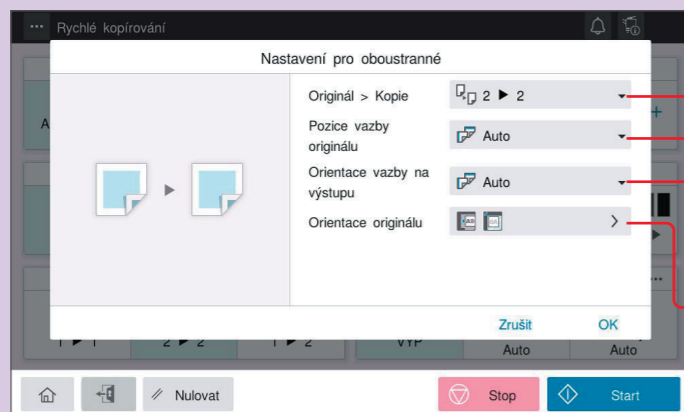 Rychlé kopírování
Nastavení pro oboustranné
Originál > Kopie
2 ▶ 2
Pozice vazby
originálu
Auto
Orientace vazby na
výstupu
Auto
Orientace originálu
Zrušit
OK
A
1 ▶ 1
2 ▶ 2
1 ▶ 2
VYP
Auto
Auto
Nulovat
Stop
Start